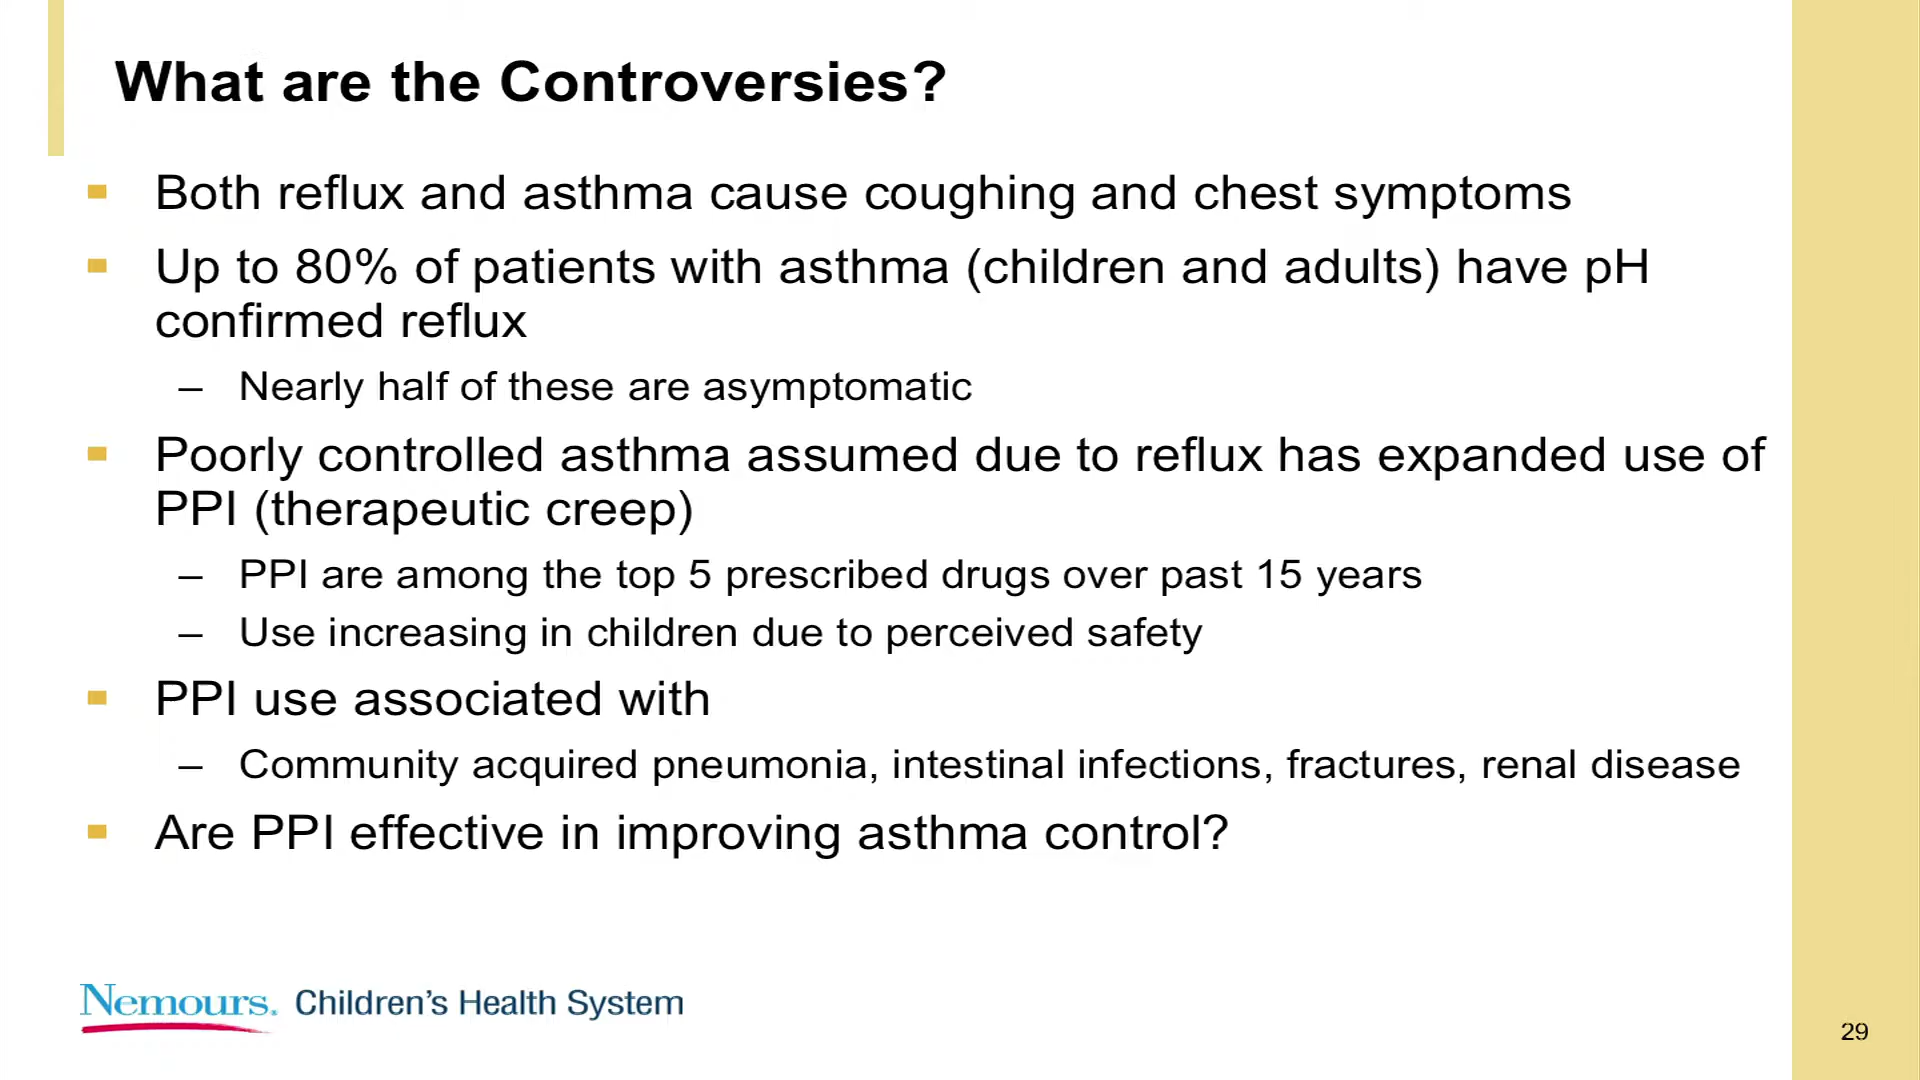 What are the Controversies?
Both reflux and asthma cause coughing and chest symptoms
Up to 80% of patients with asthma (children and adults) have pH
confirmed reflux
– Nearly half of these are asymptomatic
Poorly controlled asthma assumed due to reflux has expanded use of
PPI (therapeutic creep)
– PPI are among the top 5 prescribed drugs over past 15 years
– Use increasing in children due to perceived safety
PPI use associated with
– Community acquired pneumonia, intestinal infections, fractures, renal disease
Are PPI effective in improving asthma control?
Nemours. Children's Health System
29